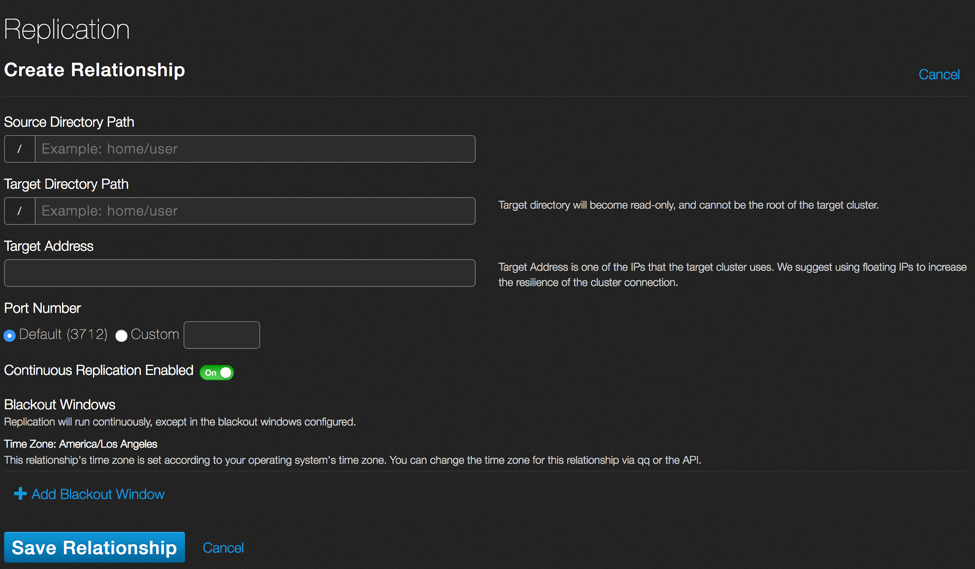 Replication
Create Relationship
Cancel
Source Directory Path
/ Example: home/user
Target Directory Path
/ Example: home/user
Target directory will become read-only, and cannot be the root of the target cluster.
Target Address
Target Address is one of the IPs that the target cluster uses. We suggest using floating IPs to increase
the resilience of the cluster connection.
Port Number
Default (3712) Custom
Continuous Replication Enabled On
Blackout Windows
Replication will run continuously, except in the blackout windows configured.
Time Zone: America/Los Angeles
This relationship's time zone is set according to your operating system's time zone. You can change the time zone for this relationship via qq or the API.
+ Add Blackout Window
Save Relationship Cancel